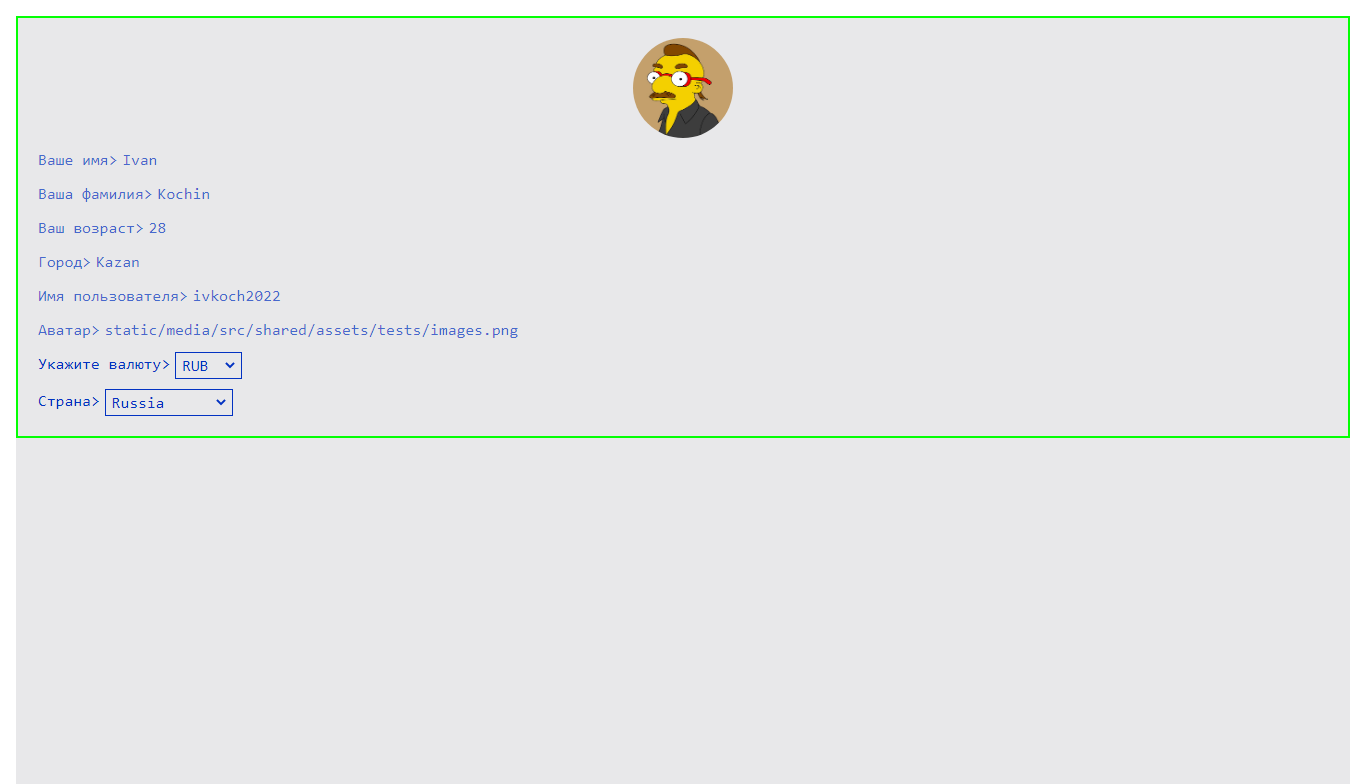 Ваше имя> Ivan
Ваша фамилия> Kochin
Ваш возраст> 28
Город> Kazan
Имя пользователя> ivkoch2022
Аватар> static/media/src/shared/assets/tests/images.png
Укажите валюту> RUB
Страна> Russia